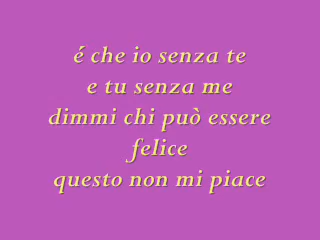 é che io senza te
e tu senza me
dimmi chi può essere
felice
questo non mi piace